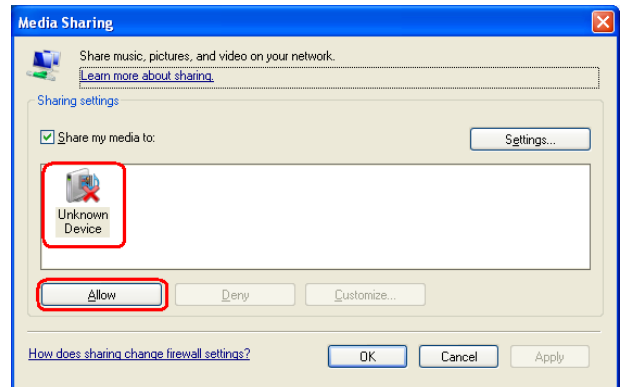 Media Sharing
Share music, pictures, and video on your network.
Learn more about sharing.
Sharing settings
Share my media to:
Settings...
Unknown
Device
Allow
Deny
Customize...
How does sharing change firewall settings?
OK
Cancel
Apply